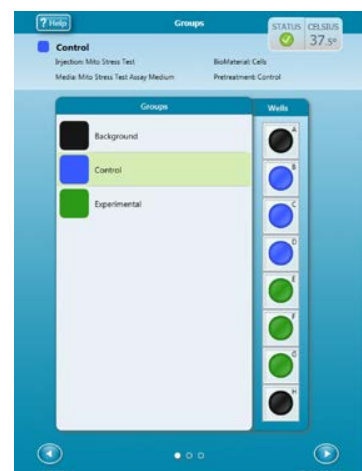 ? Help
Groups
STATUS
CELSIUS
37.5°
Control
Injection: Mito Stress Test
BioMaterial: Cells
Media: Mito Stress Test Assay Medium
Pretreatment: Control
Groups
Wells
Background
Control
Experimental
A
B
C
D
E
F
G
H